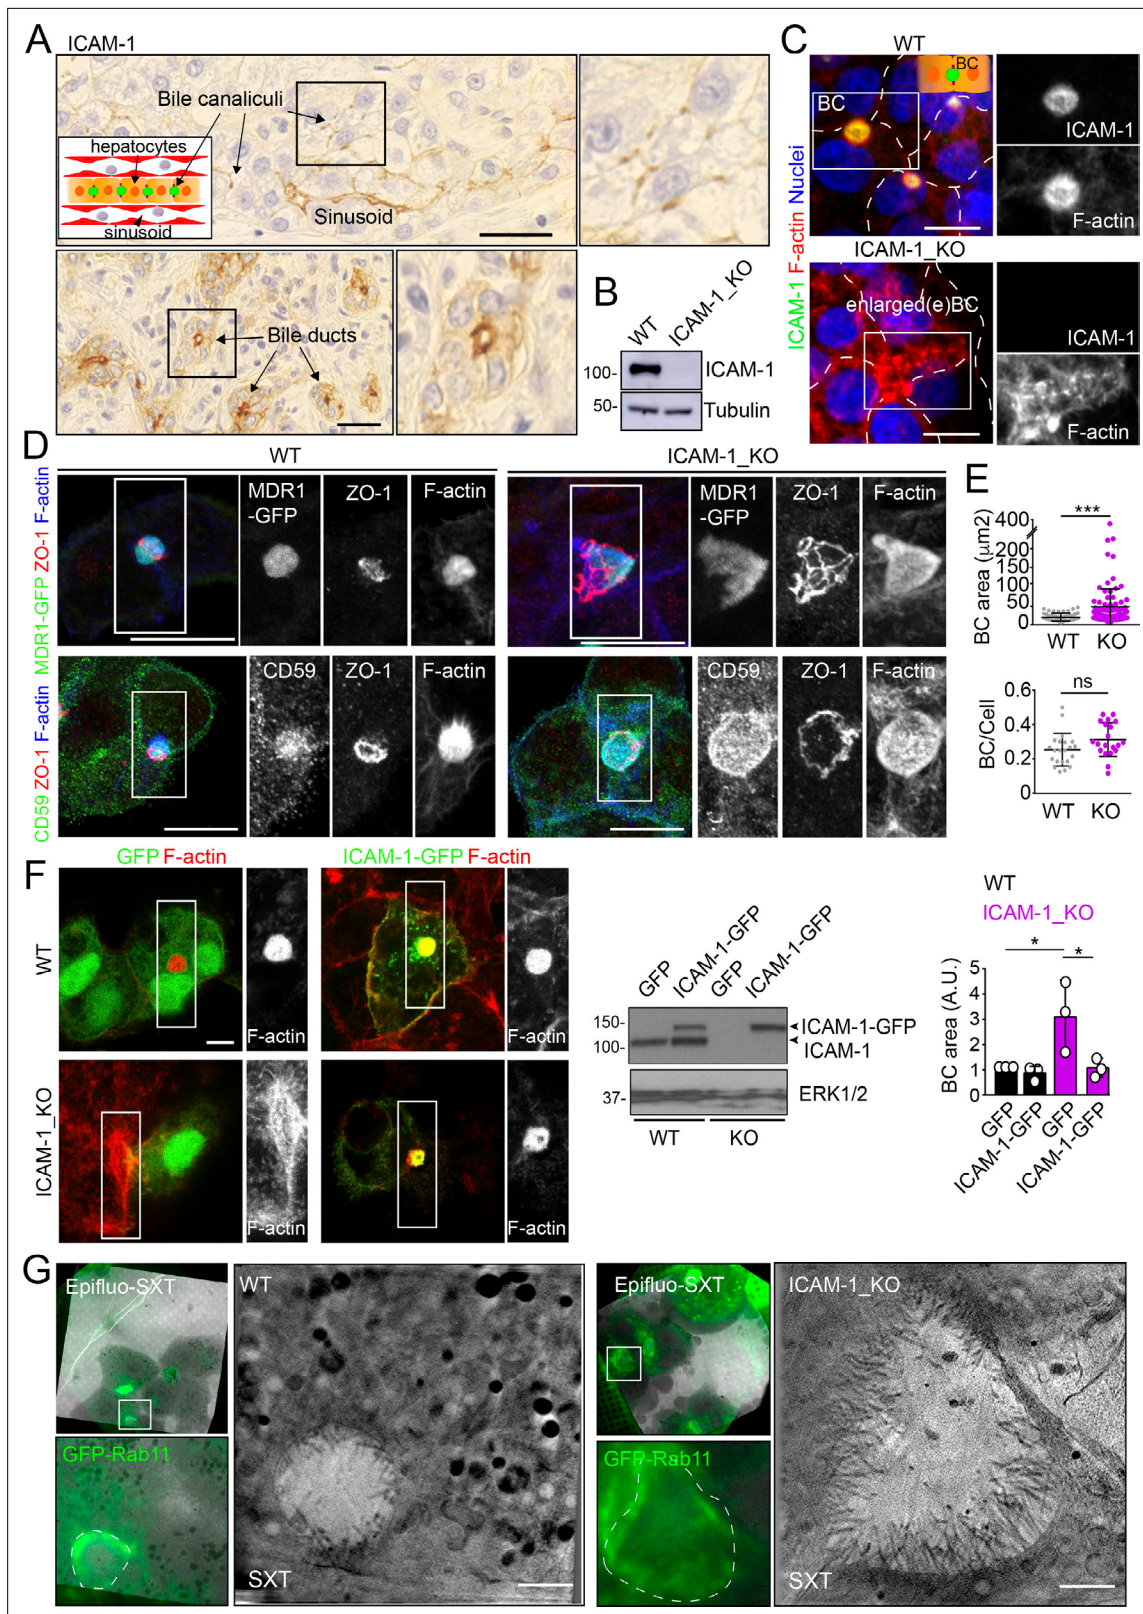 A
ICAM-1
Bile canaliculi
hepatocytes
sinusoid
Sinusoid
Bile ducts
B
WT
ICAM-1_KO
100-
ICAM-1
50-
Tubulin
C
WT
ICAM-1 F-actin Nuclei
BC
BC
ICAM-1
F-actin
ICAM-1_KO
enlarged(e)BC
ICAM-1
F-actin
D
WT
ICAM-1_KO
MDR1-GFP ZO-1 F-actin
MDR1
-GFP
ZO-1
F-actin
MDR1
-GFP
ZO-1
F-actin
CD59 ZO-1 F-actin
CD59
ZO-1
F-actin
CD59
ZO-1
F-actin
E
BC area (μm2)
400
200
150
100
50
0
***
WT
KO
BC/Cell
0.6
0.4
0.2
0.0
ns
WT
KO
F
GFP F-actin
ICAM-1-GFP F-actin
WT
F-actin
F-actin
ICAM-1_KO
F-actin
F-actin
GFP
ICAM-1-GFP
GFP
ICAM-1-GFP
150-
100-
ICAM-1-GFP
ICAM-1
37-
ERK1/2
WT
KO
WT
ICAM-1_KO
BC area (A.U.)
5
4
3
2
1
0
*
*
GFP
ICAM-1-GFP
GFP
ICAM-1-GFP
G
Epifluo-SXT
WT
GFP-Rab11
SXT
Epifluo-SXT
ICAM-1_KO
GFP-Rab11
SXT